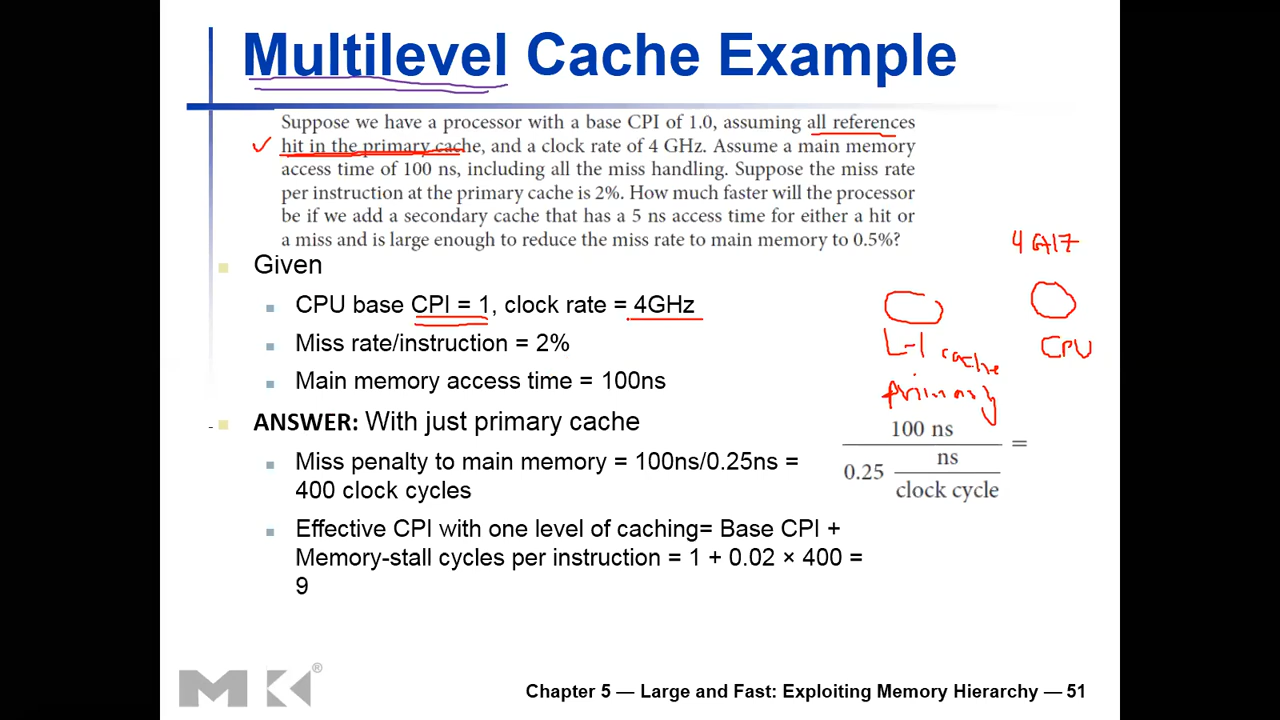 Multilevel Cache Example
Suppose we have a processor with a base CPI of 1.0, assuming all references
hit in the primary cache, and a clock rate of 4 GHz. Assume a main memory
access time of 100 ns, including all the miss handling. Suppose the miss rate
per instruction at the primary cache is 2%. How much faster will the processor
be if we add a secondary cache that has a 5 ns access time for either a hit or
a miss and is large enough to reduce the miss rate to main memory to 0.5%?
Given
CPU base CPI = 1, clock rate = 4GHz
Miss rate/instruction = 2%
Main memory access time = 100ns
4 GHZ
L-1 cache
primary
CPU
ANSWER: With just primary cache
Miss penalty to main memory = 100ns/0.25ns =
400 clock cycles
Effective CPI with one level of caching= Base CPI +
Memory-stall cycles per instruction = 1 + 0.02 × 400 =
9
100 ns
=
0.25
ns
clock cycle
MK®
Chapter 5 — Large and Fast: Exploiting Memory Hierarchy — 51